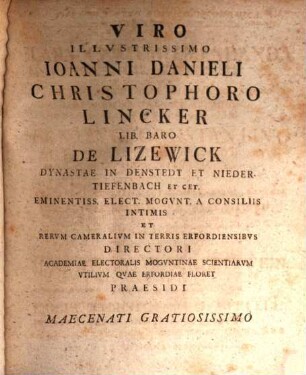 VIRO
ILLVSTRISSIMO
IOANNI DANIELI
CHRISTOPHORO
LINCKER
LIB. BARO
DE LIZEWICK
DYNASTAE IN DENSTEDT ET NIEDER-
TIEFENBACH ET CET.
EMINENTISS. ELECT. MOGVNT. A CONSILIIS
INTIMIS
ET
RERVM CAMERALIVM IN TERRIS ERFORDIENSIBVS
DIRECTORI
ACADEMIAE ELECTORALIS MOGVNTINAE SCIENTIARVM
VTILIVM QVAE ERFORDIAE FLORET
PRAESIDI
MAECENATI GRATIOSISSIMO